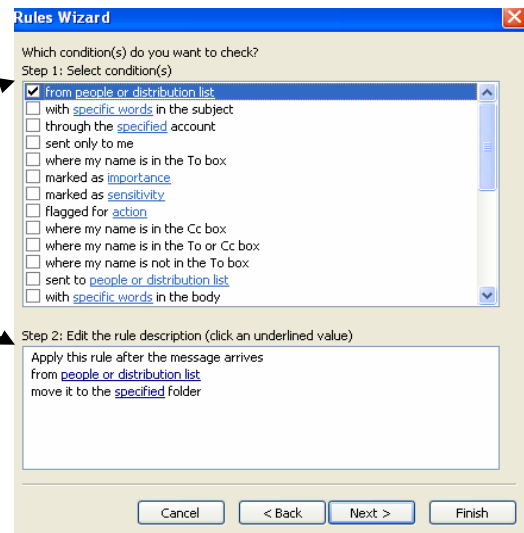 Rules Wizard
Which condition(s) do you want to check?
Step 1: Select condition(s)
from people or distribution list
with specific words in the subject
through the specified account
sent only to me
where my name is in the To box
marked as importance
marked as sensitivity
flagged for action
where my name is in the Cc box
where my name is in the To or Cc box
where my name is not in the To box
sent to people or distribution list
with specific words in the body
Step 2: Edit the rule description (click an underlined value)
Apply this rule after the message arrives
from people or distribution list
move it to the specified folder
Cancel < Back Next > Finish